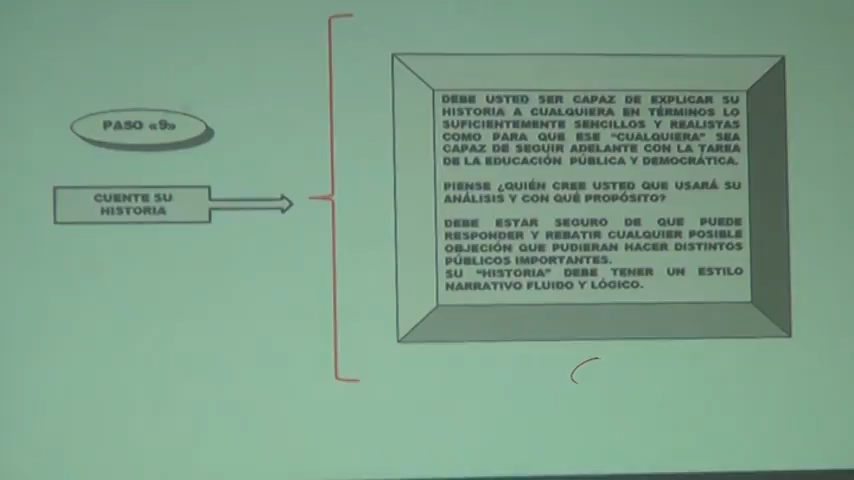 PASO «9»
CUENTE SU
HISTORIA
DEBE USTED SER CAPAZ DE EXPLICAR SU
HISTORIA A CUALQUIERA EN TÉRMINOS LO
SUFICIENTEMENTE SENCILLOS Y REALISTAS
COMO PARA QUE ESE "CUALQUIERA" SEA
CAPAZ DE SEGUIR ADELANTE CON LA TAREA
DE LA EDUCACIÓN PÚBLICA Y DEMOCRÁTICA.
PIENSE ¿QUIÉN CREE USTED QUE USARÁ SU
ANÁLISIS Y CON QUÉ PROPÓSITO?
DEBE ESTAR SEGURO DE QUE PUEDE
RESPONDER Y REBATIR CUALQUIER POSIBLE
OBJECIÓN QUE PUDIERAN HACER DISTINTOS
PÚBLICOS IMPORTANTES.
SU "HISTORIA" DEBE TENER UN ESTILO
NARRATIVO FLUIDO Y LÓGICO.